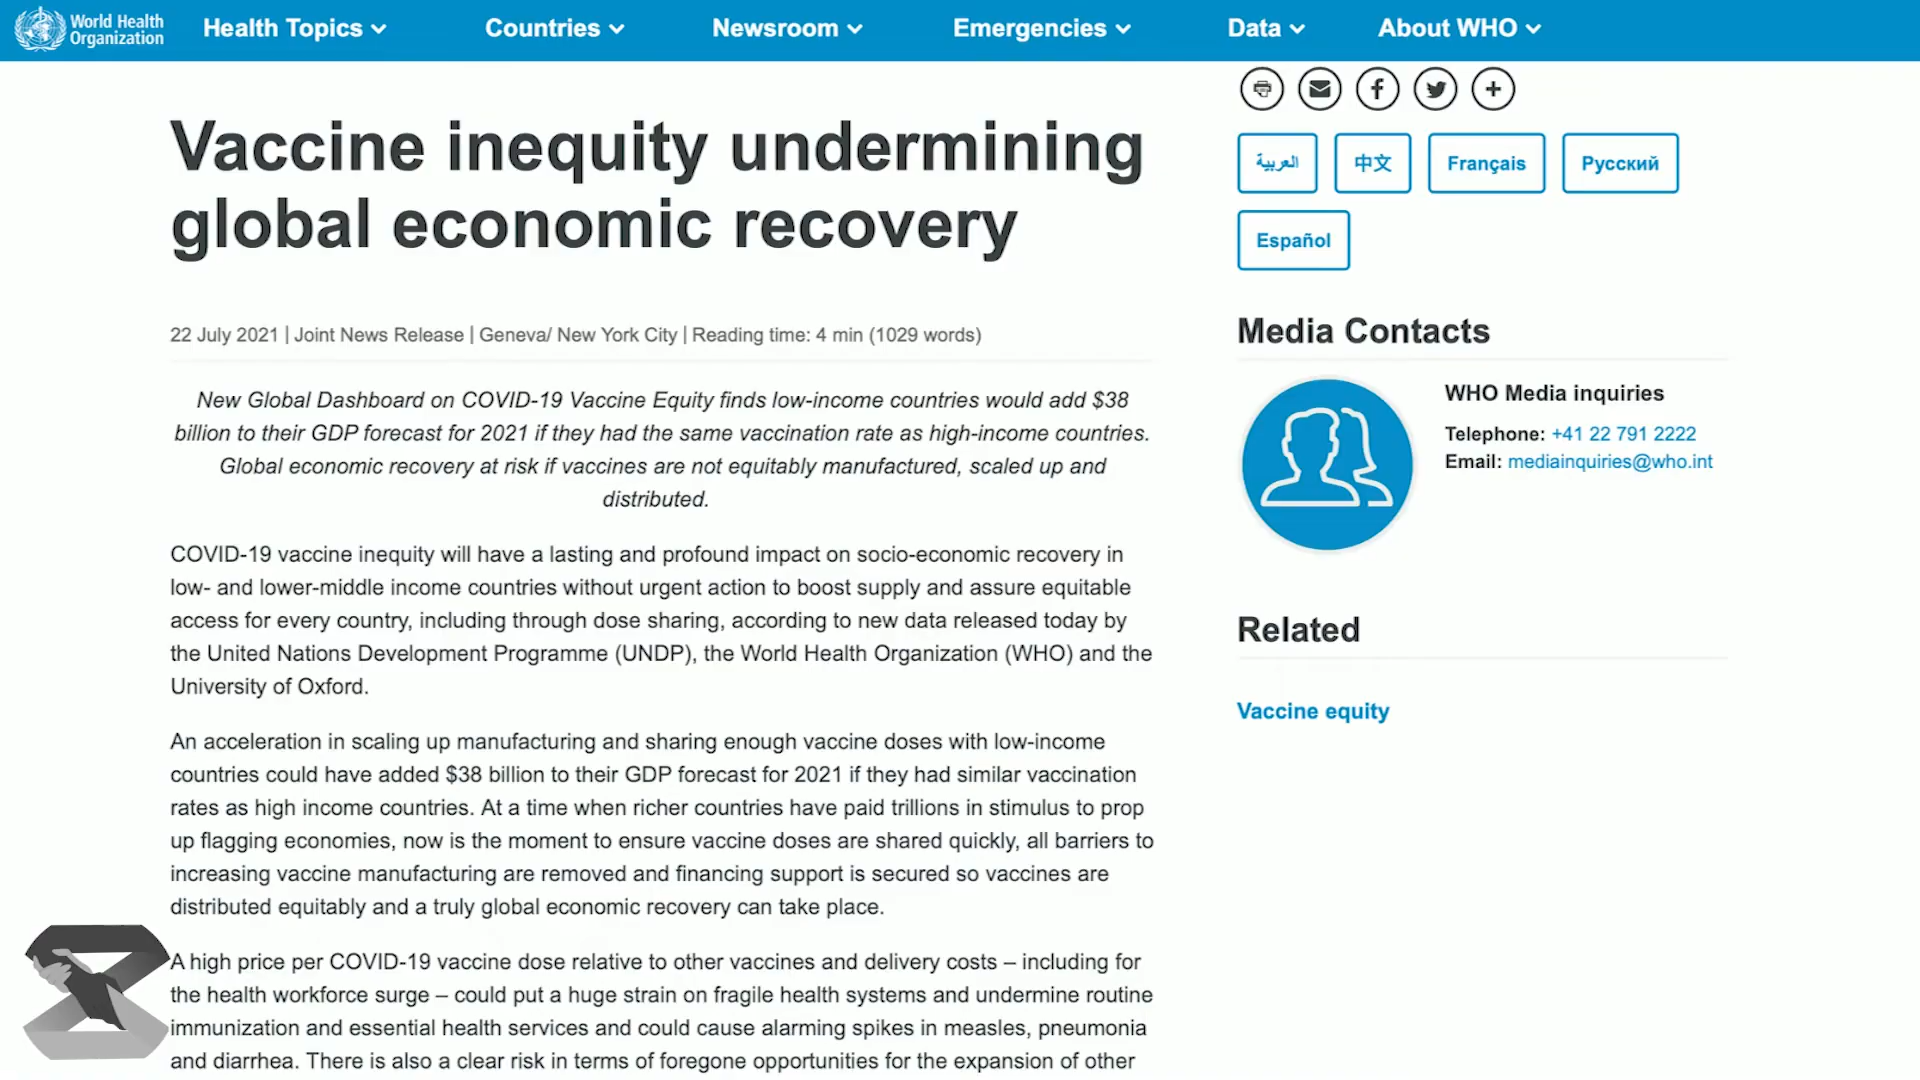 World Health
Organization
Health Topics
Countries
Newsroom
Emergencies
Data
About WHO
Vaccine inequity undermining
global economic recovery
22 July 2021 | Joint News Release | Geneva/ New York City | Reading time: 4 min (1029 words)
New Global Dashboard on COVID-19 Vaccine Equity finds low-income countries would add $38
billion to their GDP forecast for 2021 if they had the same vaccination rate as high-income countries.
Global economic recovery at risk if vaccines are not equitably manufactured, scaled up and
distributed.
COVID-19 vaccine inequity will have a lasting and profound impact on socio-economic recovery in
low- and lower-middle income countries without urgent action to boost supply and assure equitable
access for every country, including through dose sharing, according to new data released today by
the United Nations Development Programme (UNDP), the World Health Organization (WHO) and the
University of Oxford.
An acceleration in scaling up manufacturing and sharing enough vaccine doses with low-income
countries could have added $38 billion to their GDP forecast for 2021 if they had similar vaccination
rates as high income countries. At a time when richer countries have paid trillions in stimulus to prop
up flagging economies, now is the moment to ensure vaccine doses are shared quickly, all barriers to
increasing vaccine manufacturing are removed and financing support is secured so vaccines are
distributed equitably and a truly global economic recovery can take place.
A high price per COVID-19 vaccine dose relative to other vaccines and delivery costs – including for
the health workforce surge – could put a huge strain on fragile health systems and undermine routine
immunization and essential health services and could cause alarming spikes in measles, pneumonia
and diarrhea. There is also a clear risk in terms of foregone opportunities for the expansion of other
العربية
中文
Français
Русский
Español
Media Contacts
WHO Media inquiries
Telephone: +41 22 791 2222
Email: mediainquiries@who.int
Related
Vaccine equity